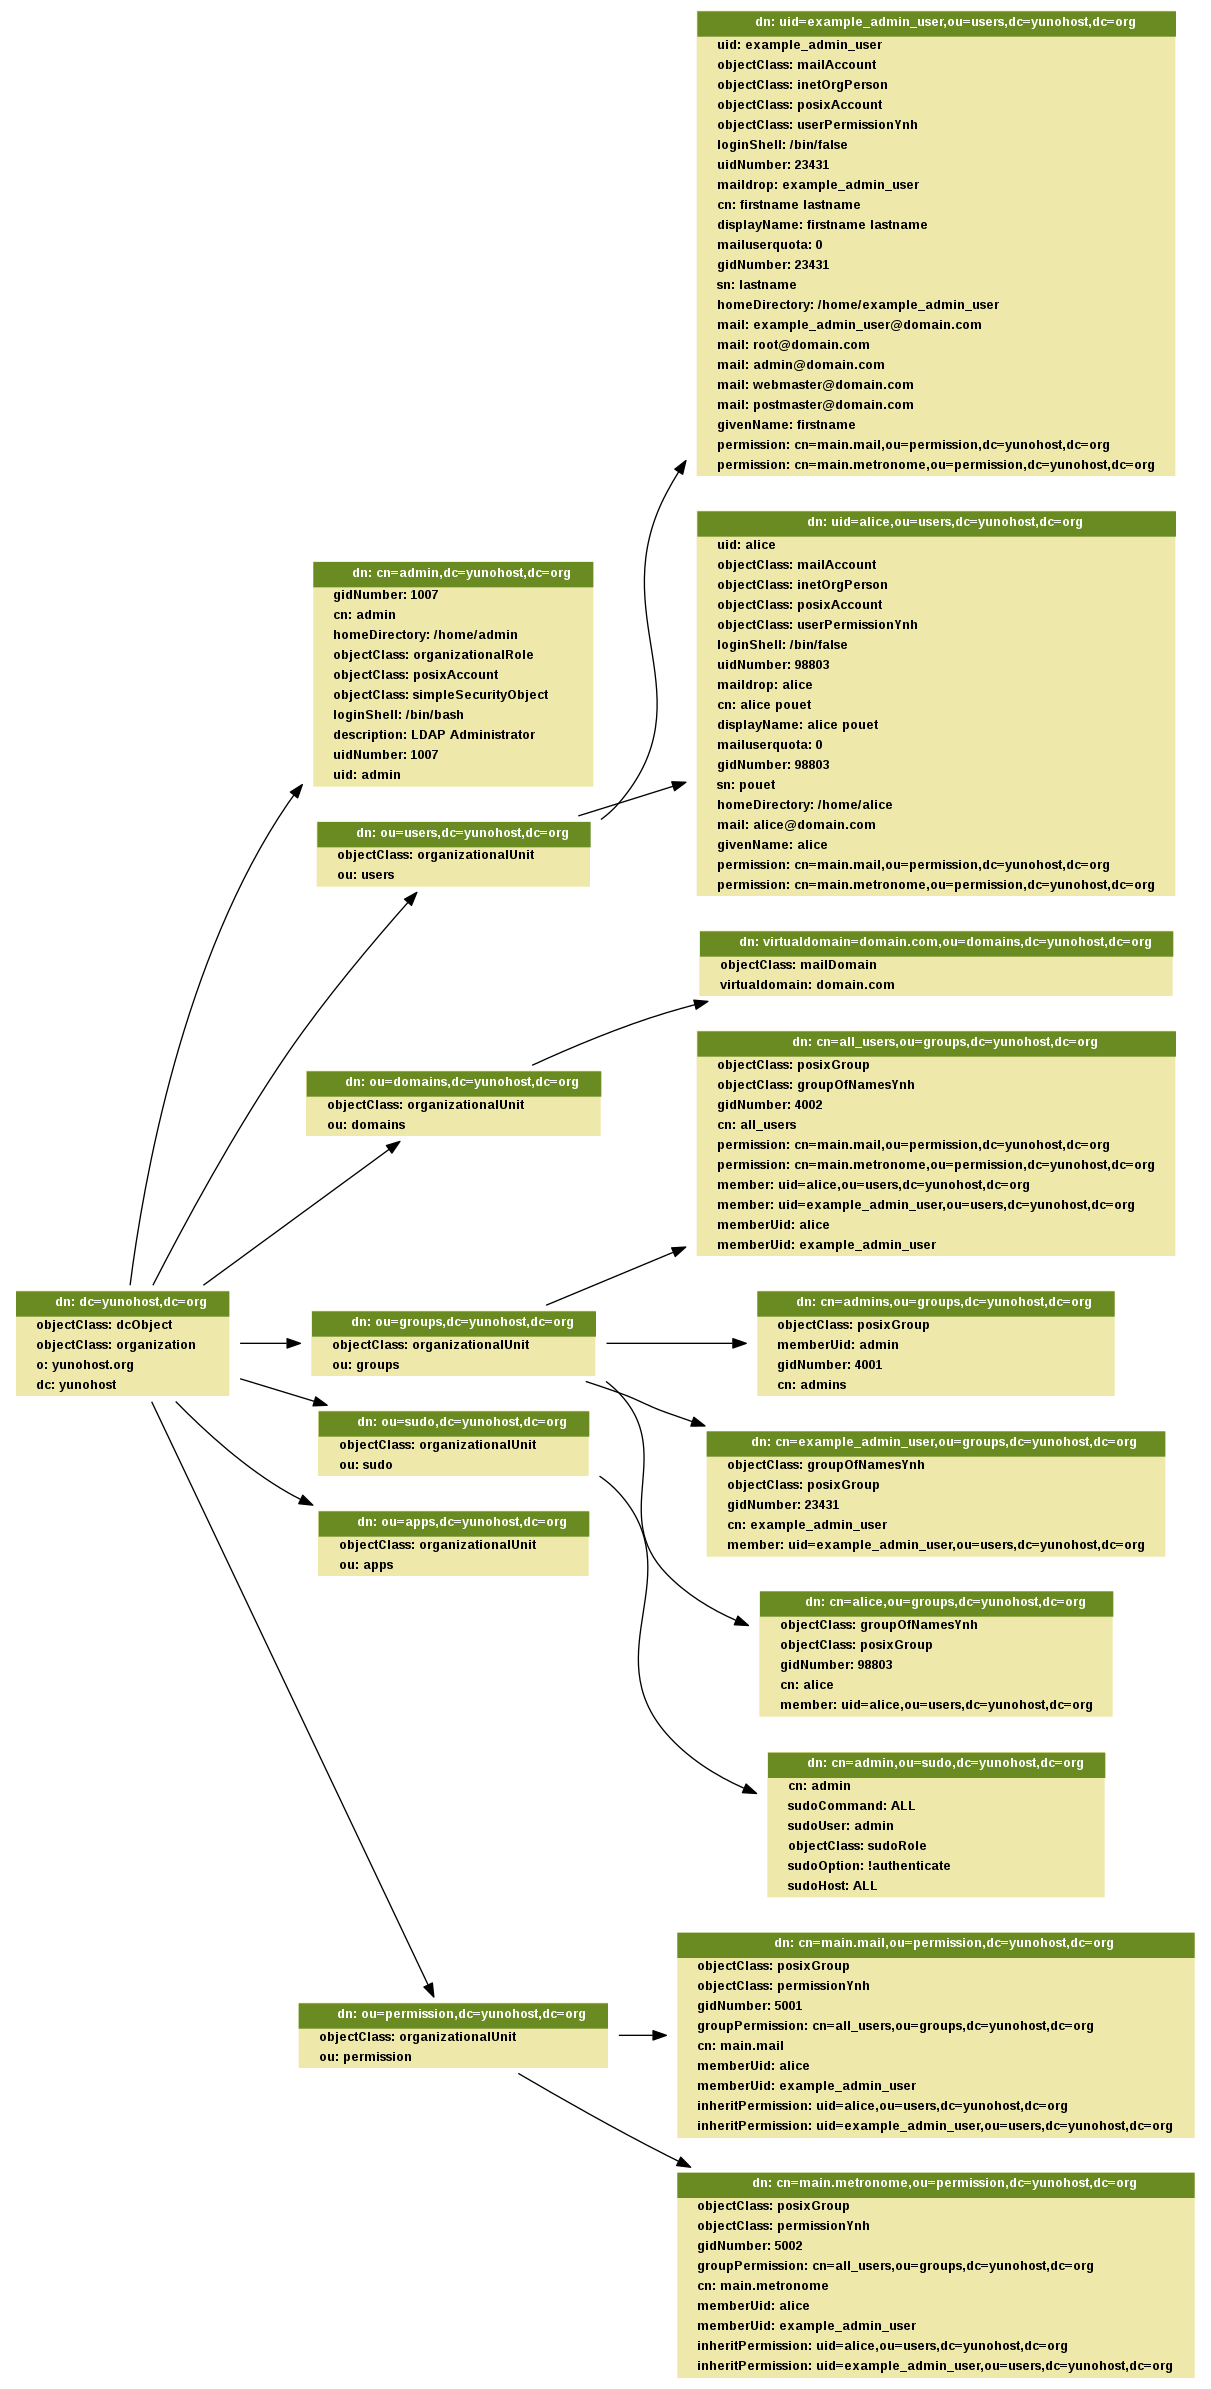 dn: uid=example_admin_user,ou=users,dc=yunohost,dc=org
uid: example_admin_user
objectClass: mailAccount
objectClass: inetOrgPerson
objectClass: posixAccount
objectClass: userPermissionYnh
loginShell: /bin/false
uidNumber: 23431
maildrop: example_admin_user
cn: firstname lastname
displayName: firstname lastname
mailuserquota: 0
gidNumber: 23431
sn: lastname
homeDirectory: /home/example_admin_user
mail: example_admin_user@domain.com
mail: root@domain.com
mail: admin@domain.com
mail: webmaster@domain.com
mail: postmaster@domain.com
givenName: firstname
permission: cn=main.mail,ou=permission,dc=yunohost,dc=org
permission: cn=main.metronome,ou=permission,dc=yunohost,dc=org
dn: uid=alice,ou=users,dc=yunohost,dc=org
uid: alice
objectClass: mailAccount
objectClass: inetOrgPerson
objectClass: posixAccount
objectClass: userPermissionYnh
loginShell: /bin/false
uidNumber: 98803
maildrop: alice
cn: alice pouet
displayName: alice pouet
mailuserquota: 0
gidNumber: 98803
sn: pouet
homeDirectory: /home/alice
mail: alice@domain.com
givenName: alice
permission: cn=main.mail,ou=permission,dc=yunohost,dc=org
permission: cn=main.metronome,ou=permission,dc=yunohost,dc=org
dn: cn=admin,dc=yunohost,dc=org
gidNumber: 1007
cn: admin
homeDirectory: /home/admin
objectClass: organizationalRole
objectClass: posixAccount
objectClass: simpleSecurityObject
loginShell: /bin/bash
description: LDAP Administrator
uidNumber: 1007
uid: admin
dn: ou=users,dc=yunohost,dc=org
objectClass: organizationalUnit
ou: users
dn: virtualdomain=domain.com,ou=domains,dc=yunohost,dc=org
objectClass: mailDomain
virtualdomain: domain.com
dn: ou=domains,dc=yunohost,dc=org
objectClass: organizationalUnit
ou: domains
dn: cn=all_users,ou=groups,dc=yunohost,dc=org
objectClass: posixGroup
objectClass: groupOfNamesYnh
gidNumber: 4002
cn: all_users
permission: cn=main.mail,ou=permission,dc=yunohost,dc=org
permission: cn=main.metronome,ou=permission,dc=yunohost,dc=org
member: uid=alice,ou=users,dc=yunohost,dc=org
member: uid=example_admin_user,ou=users,dc=yunohost,dc=org
memberUid: alice
memberUid: example_admin_user
dn: dc=yunohost,dc=org
objectClass: dcObject
objectClass: organization
o: yunohost.org
dc: yunohost
dn: ou=groups,dc=yunohost,dc=org
objectClass: organizationalUnit
ou: groups
dn: cn=admins,ou=groups,dc=yunohost,dc=org
objectClass: posixGroup
memberUid: admin
gidNumber: 4001
cn: admins
dn: ou=sudo,dc=yunohost,dc=org
objectClass: organizationalUnit
ou: sudo
dn: cn=example_admin_user,ou=groups,dc=yunohost,dc=org
objectClass: groupOfNamesYnh
objectClass: posixGroup
gidNumber: 23431
cn: example_admin_user
member: uid=example_admin_user,ou=users,dc=yunohost,dc=org
dn: ou=apps,dc=yunohost,dc=org
objectClass: organizationalUnit
ou: apps
dn: cn=alice,ou=groups,dc=yunohost,dc=org
objectClass: groupOfNamesYnh
objectClass: posixGroup
gidNumber: 98803
cn: alice
member: uid=alice,ou=users,dc=yunohost,dc=org
dn: cn=admin,ou=sudo,dc=yunohost,dc=org
cn: admin
sudoCommand: ALL
sudoUser: admin
objectClass: sudoRole
sudoOption: !authenticate
sudoHost: ALL
dn: ou=permission,dc=yunohost,dc=org
objectClass: organizationalUnit
ou: permission
dn: cn=main.mail,ou=permission,dc=yunohost,dc=org
objectClass: posixGroup
objectClass: permissionYnh
gidNumber: 5001
groupPermission: cn=all_users,ou=groups,dc=yunohost,dc=org
cn: main.mail
memberUid: alice
memberUid: example_admin_user
inheritPermission: uid=alice,ou=users,dc=yunohost,dc=org
inheritPermission: uid=example_admin_user,ou=users,dc=yunohost,dc=org
dn: cn=main.metronome,ou=permission,dc=yunohost,dc=org
objectClass: posixGroup
objectClass: permissionYnh
gidNumber: 5002
groupPermission: cn=all_users,ou=groups,dc=yunohost,dc=org
cn: main.metronome
memberUid: alice
memberUid: example_admin_user
inheritPermission: uid=alice,ou=users,dc=yunohost,dc=org
inheritPermission: uid=example_admin_user,ou=users,dc=yunohost,dc=org